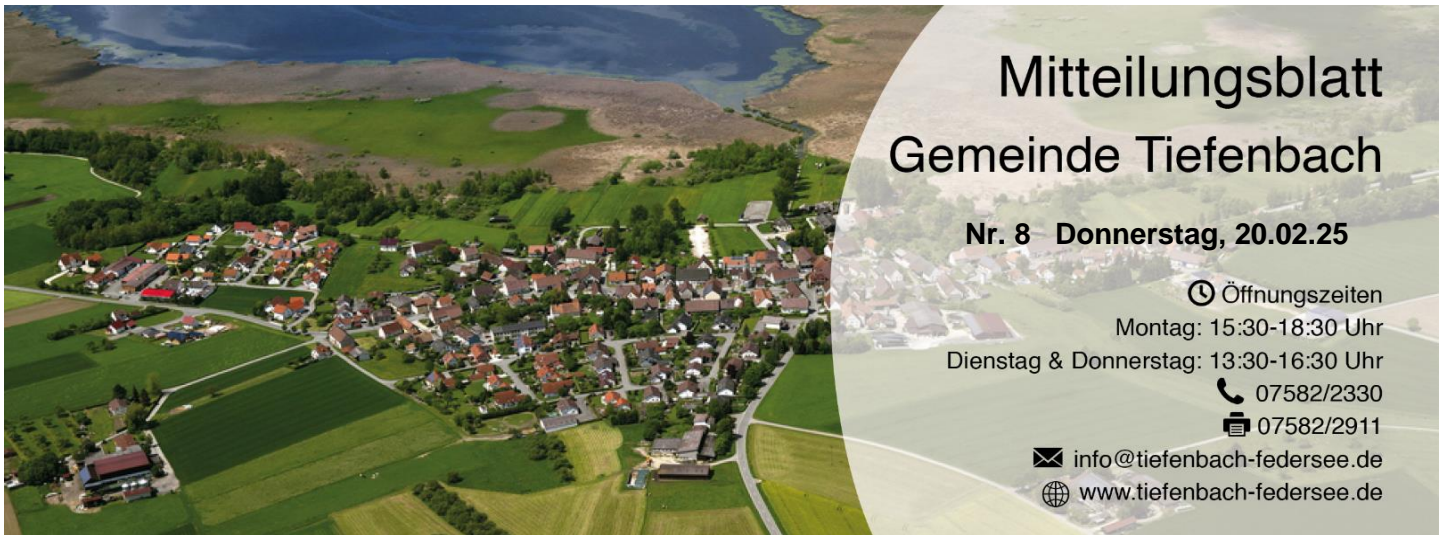 Mitteilungsblatt
Gemeinde Tiefenbach
Nr. 8 Donnerstag, 20.02.25
Öffnungszeiten
Montag: 15:30-18:30 Uhr
Dienstag & Donnerstag: 13:30-16:30 Uhr
07582/2330
07582/2911
info@tiefenbach-federsee.de
www.tiefenbach-federsee.de